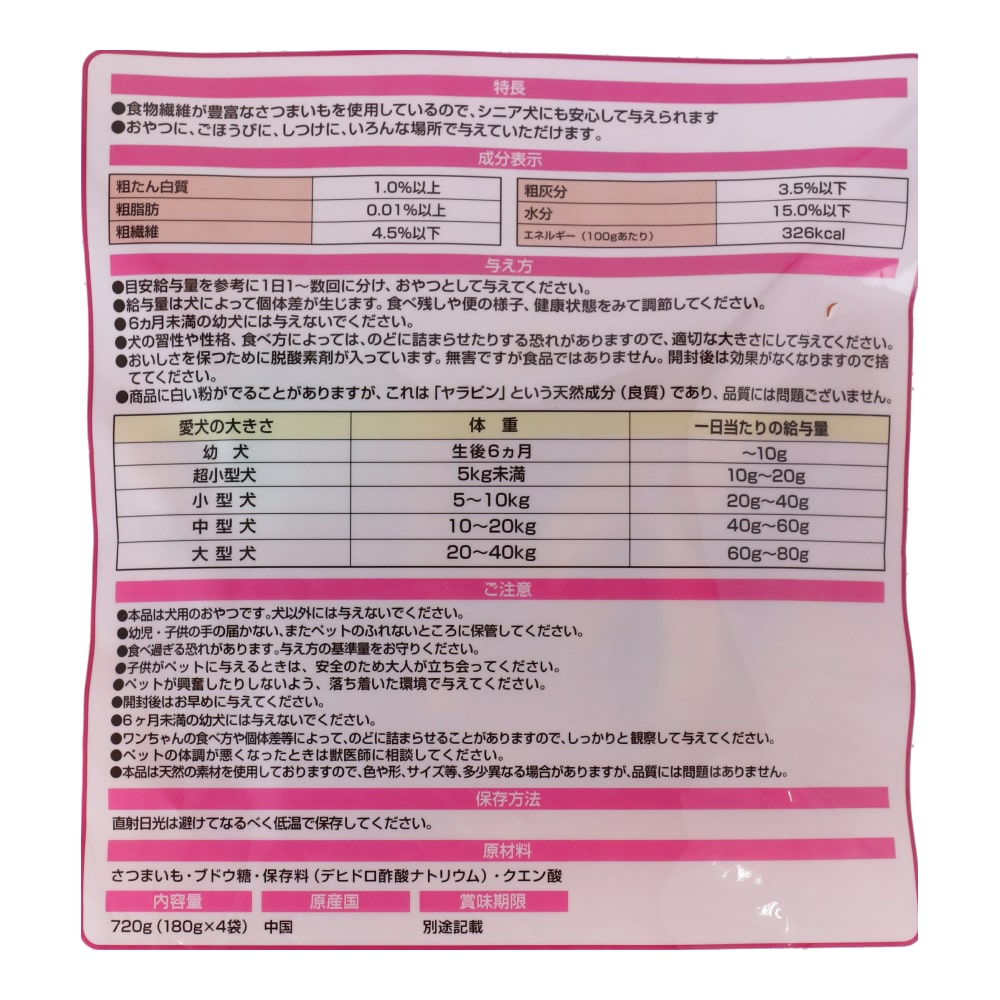 特長
●食物繊維が豊富なさつまいもを使用しているので、シニア犬にも安心して与えられます
●おやつに、ごほうびに、しつけに、いろんな場所で与えていただけます。
成分表示
粗たん白質 1.0%以上 粗灰分 3.5%以下
粗脂肪 0.01%以上 水分 15.0%以下
粗繊維 4.5%以下 エネルギー（100gあたり） 326kcal
与え方
●目安給与量を参考に1日1〜数回に分け、おやつとして与えてください。
●給与量は犬によって個体差が生じます。食べ残しや便の様子、健康状態をみて調節してください。
●6ヵ月未満の幼犬には与えないでください。
●犬の習性や性格、食べ方によっては、のどに詰まらせたりする恐れがありますので、適切な大きさにして与えてください。
●おいしさを保つために脱酸素剤が入っています。無害ですが食品ではありません。開封後は効果がなくなりますので捨
ててください。
●商品に白い粉がでることがありますが、これは「ヤラピン」という天然成分（良質）であり、品質には問題ございません。
愛犬の大きさ 体 重 一日当たりの給与量
幼 犬 生後6ヵ月 〜10g
超小型犬 5kg未満 10g〜20g
小 型 犬 5〜10kg 20g〜40g
中 型 犬 10〜20kg 40g〜60g
大 型 犬 20〜40kg 60g〜80g
ご注意
●本品は犬用のおやつです。犬以外には与えないでください。
●幼児・子供の手の届かない、またペットのふれないところに保管してください。
●食べ過ぎる恐れがあります。与え方の基準量をお守りください。
●子供がペットに与えるときは、安全のため大人が立ち会ってください。
●ペットが興奮したりしないよう、落ち着いた環境で与えてください。
●開封後はお早めに与えてください。
●6ヶ月未満の幼犬には与えないでください。
●ワンちゃんの食べ方や個体差等によって、のどに詰まらせることがありますので、しっかりと観察して与えてください。
●ペットの体調が悪くなったときは獣医師に相談してください。
●本品は天然の素材を使用しておりますので、色や形、サイズ等、多少異なる場合がありますが、品質には問題はありません。
保存方法
直射日光は避けてなるべく低温で保存してください。
原材料
さつまいも・ブドウ糖・保存料（デヒドロ酢酸ナトリウム）・クエン酸
内容量 原産国 賞味期限
720g（180g×4袋） 中国 別途記載